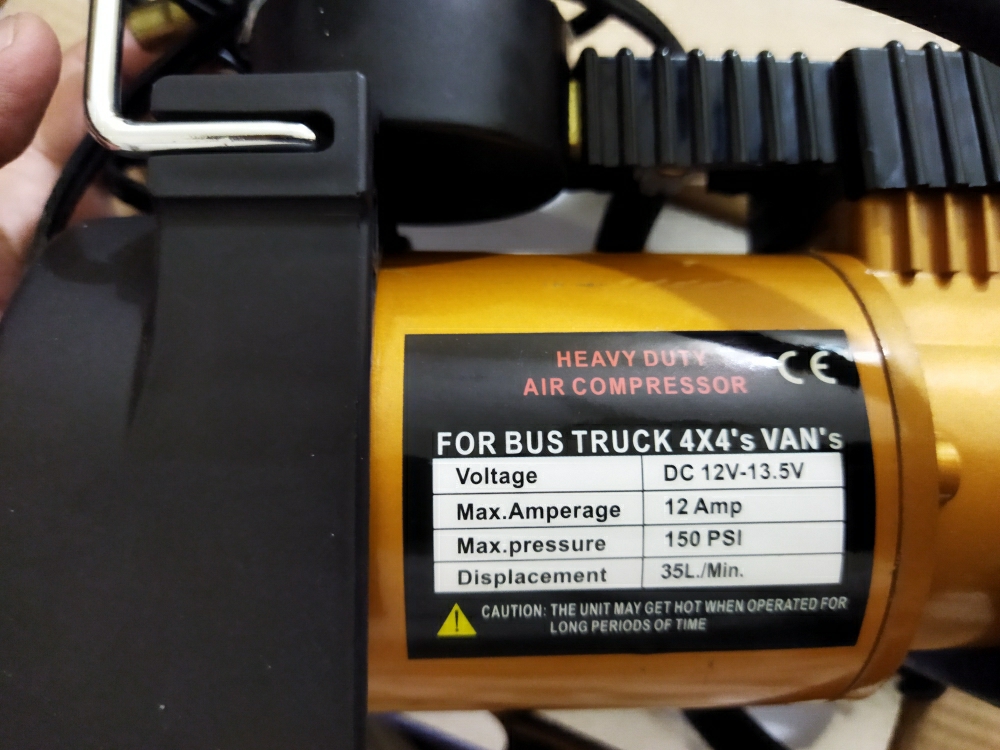 HEAVY DUTY
CE
AIR COMPRESSOR
FOR BUS TRUCK 4X4's VAN's
Voltage DC 12V-13.5V
Max.Amperage 12 Amp
Max.pressure 150 PSI
Displacement 35L./Min.
CAUTION: THE UNIT MAY GET HOT WHEN OPERATED FOR
LONG PERIODS OF TIME